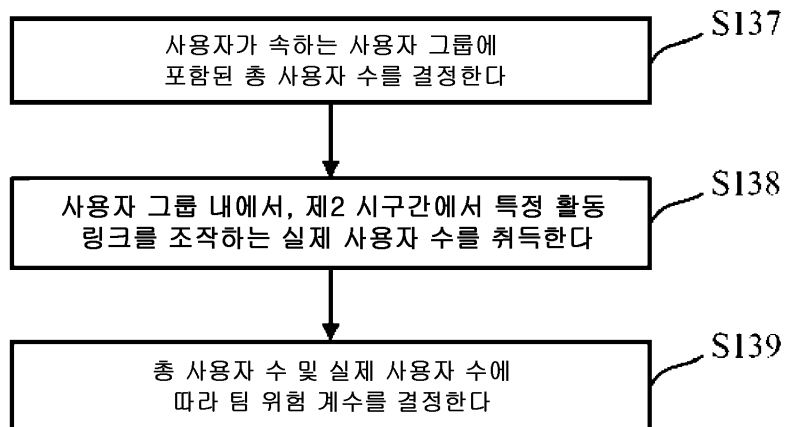 S137
사용자가 속하는 사용자 그룹에
포함된 총 사용자 수를 결정한다
S138
사용자 그룹 내에서, 제2 시구간에서 특정 활동
링크를 조작하는 실제 사용자 수를 취득한다
S139
총 사용자 수 및 실제 사용자 수에
따라 팀 위험 계수를 결정한다